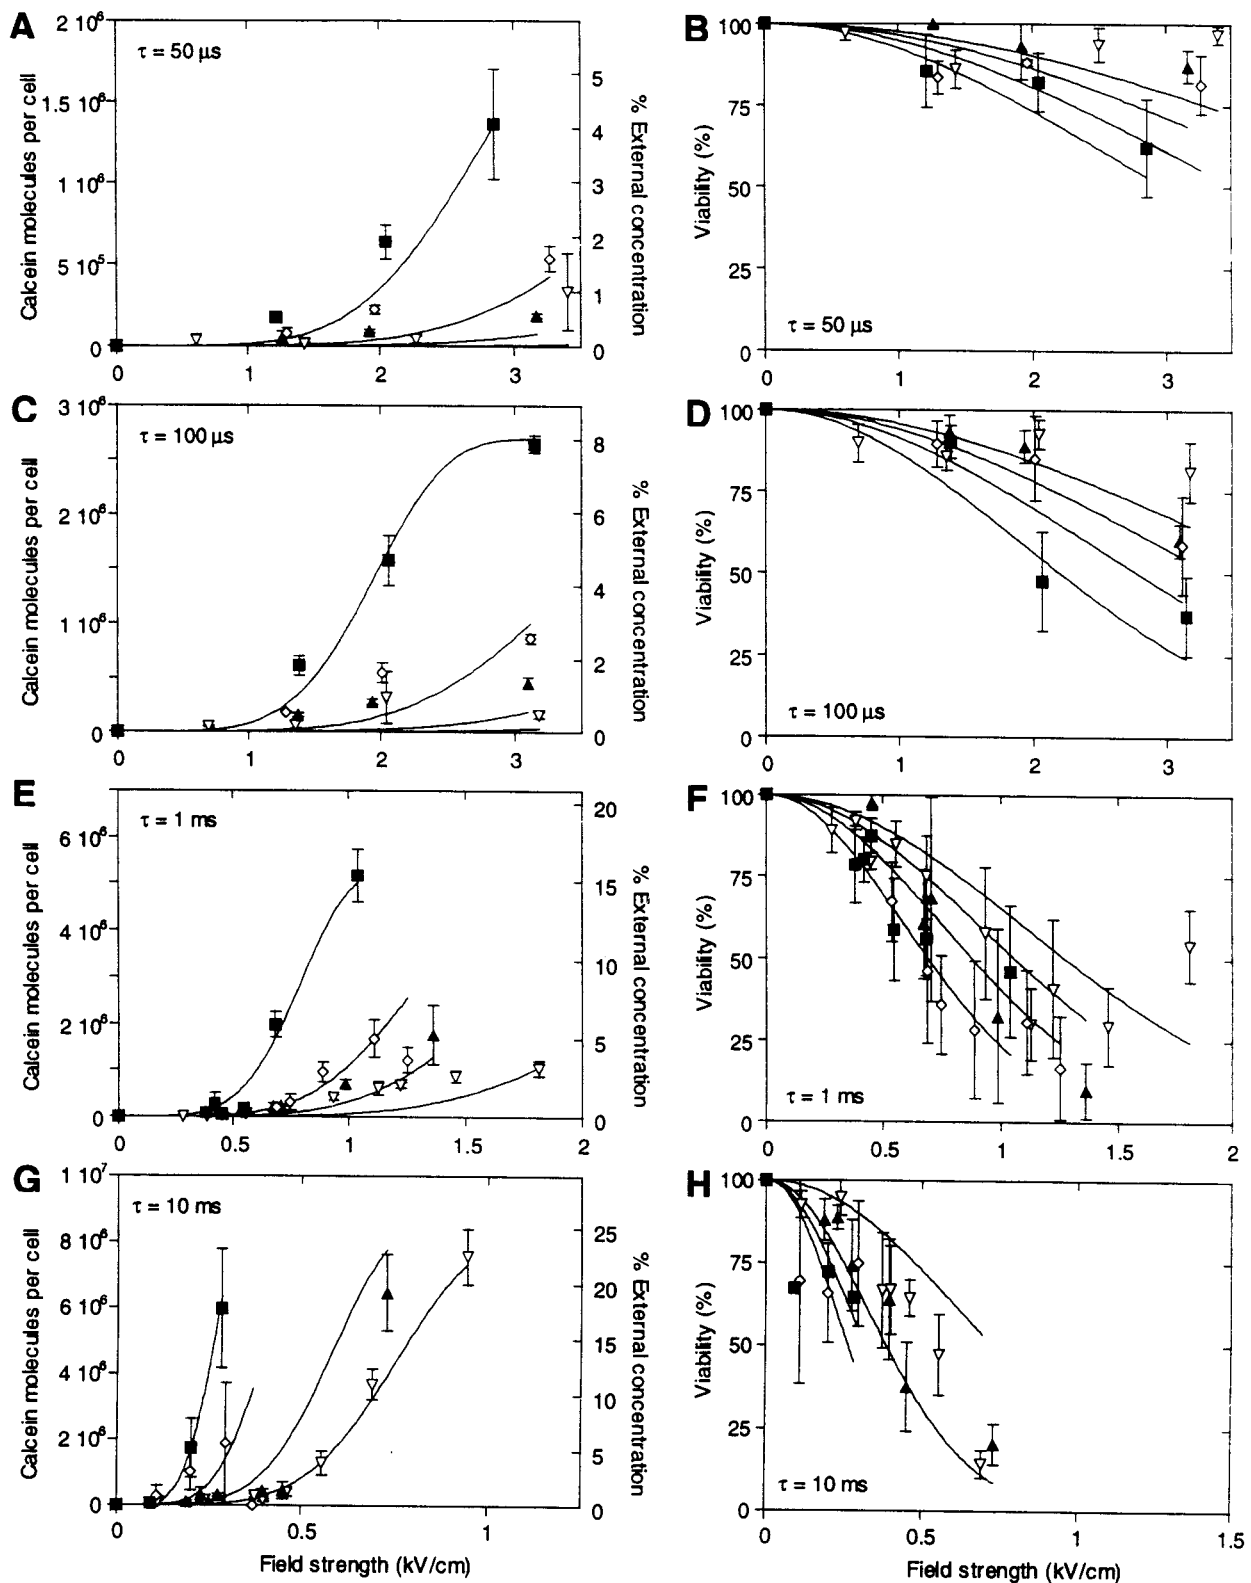 A
τ = 50 µs
Calcein molecules per cell
2 10⁶
1.5 10⁶
1 10⁶
5 10⁵
0
5
4
3
2
1
0
% External concentration
0 1 2 3
B
Viability (%)
100
75
50
25
0
τ = 50 µs
0 1 2 3
C
τ = 100 µs
Calcein molecules per cell
3 10⁶
2 10⁶
1 10⁶
0
8
6
4
2
0
% External concentration
0 1 2 3
D
Viability (%)
100
75
50
25
0
τ = 100 µs
0 1 2 3
E
τ = 1 ms
Calcein molecules per cell
6 10⁶
4 10⁶
2 10⁶
0
20
15
10
5
0
% External concentration
0 0.5 1 1.5 2
F
Viability (%)
100
75
50
25
0
τ = 1 ms
0 0.5 1 1.5 2
G
τ = 10 ms
Calcein molecules per cell
1 10⁷
8 10⁶
6 10⁶
4 10⁶
2 10⁶
0
25
20
15
10
5
0
% External concentration
0 0.5 1
Field strength (kV/cm)
H
Viability (%)
100
75
50
25
0
τ = 10 ms
0 0.5 1 1.5
Field strength (kV/cm)